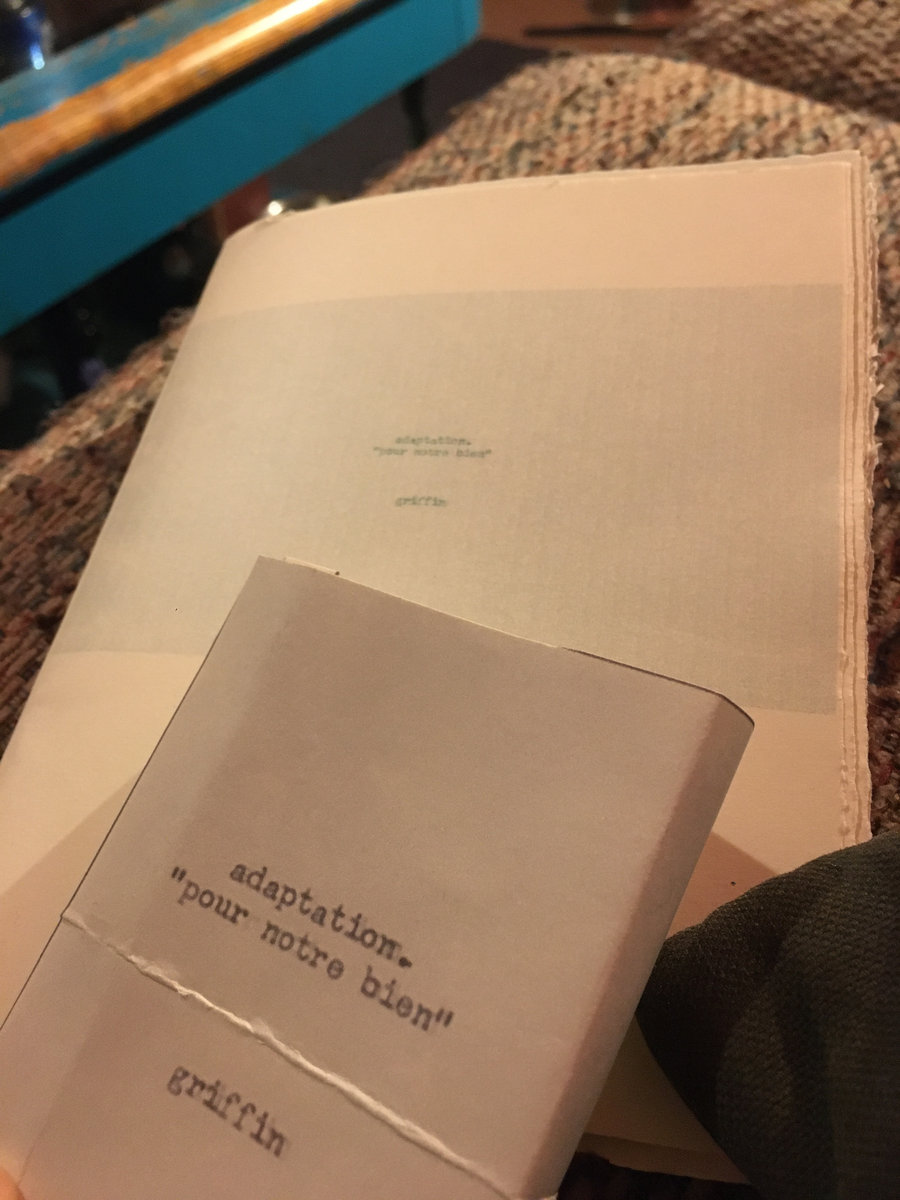 adaptation.
"pour notre bien"
griffin
adaptation.
"pour notre bien"
griffin